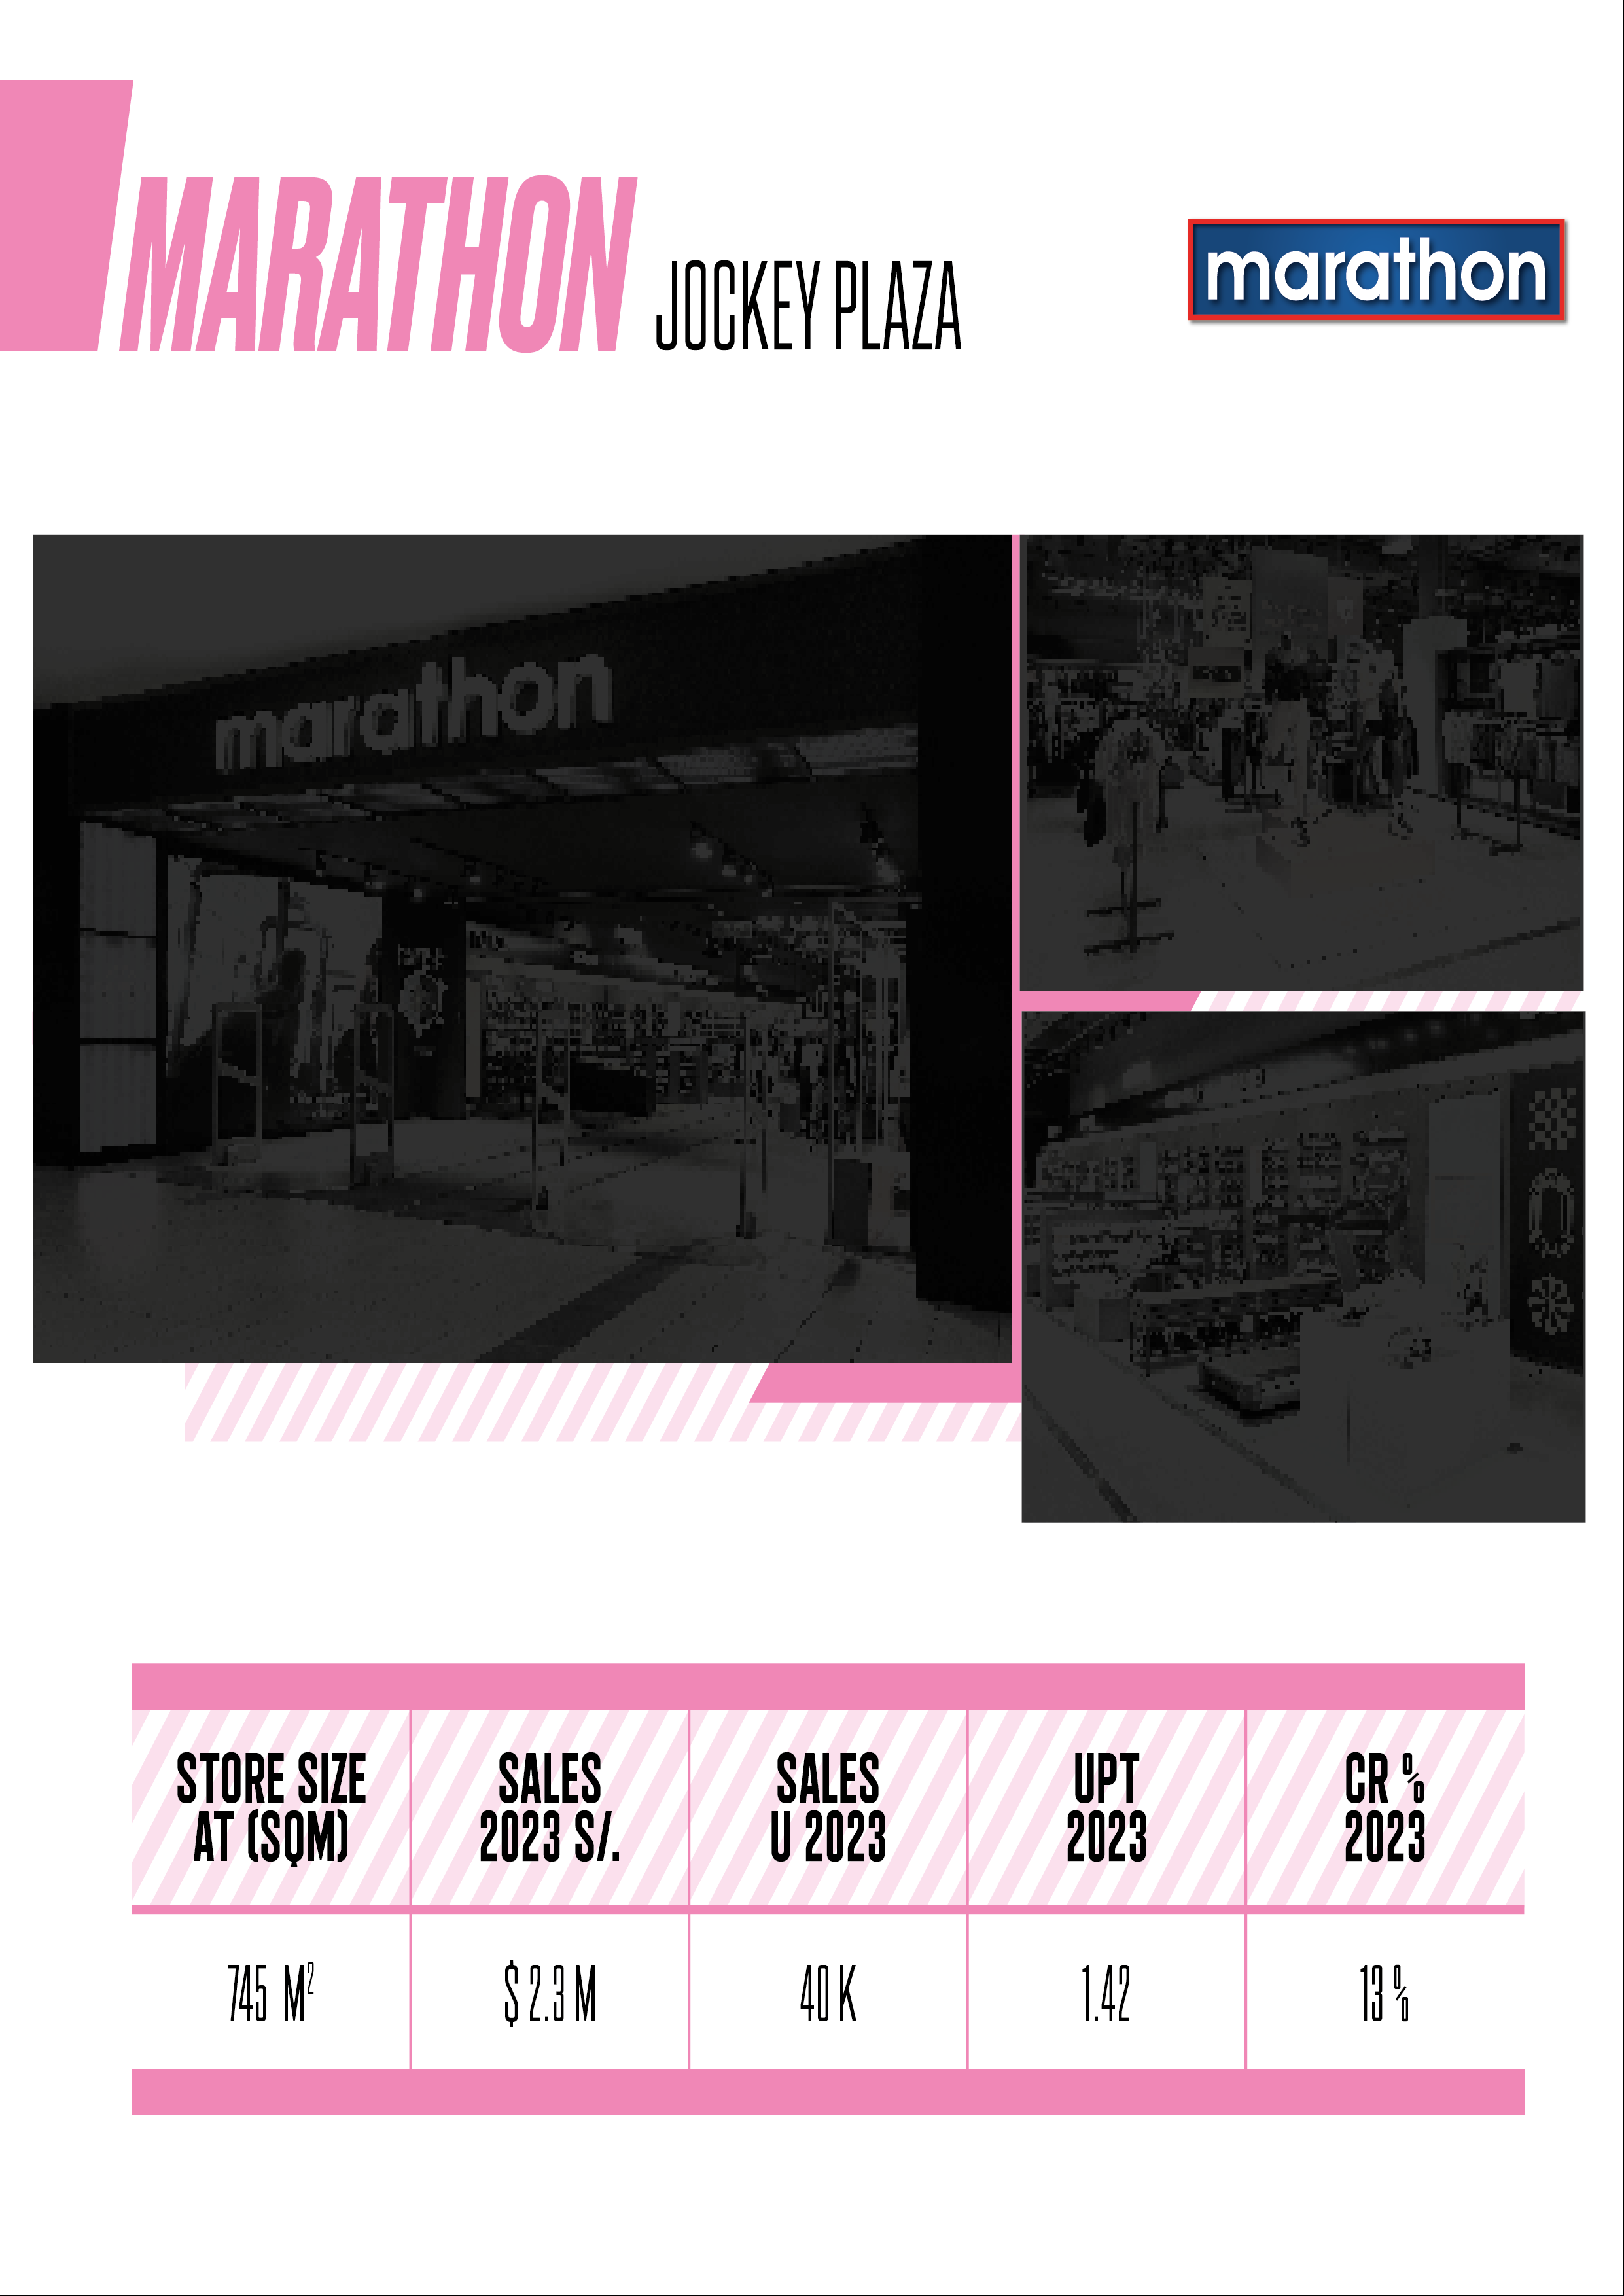 MARATHON JOCKEY PLAZA
marathon
marathon
STORE SIZE
AT (SQM)
SALES
2023 S/.
SALES
U 2023
UPT
2023
CR %
2023
745 M²
$ 2.3 M
40 K
1.42
13 %